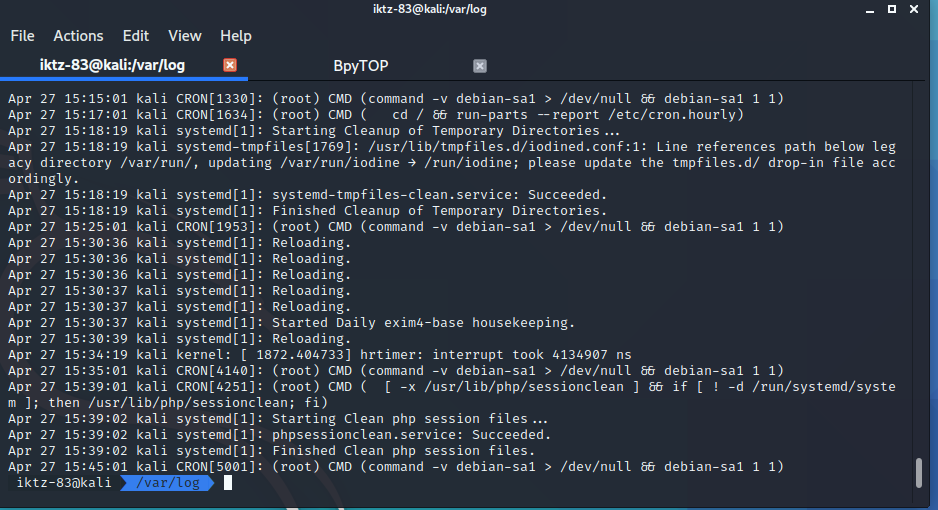 iktz-83@kali:/var/log
File Actions Edit View Help
iktz-83@kali:/var/log BpyTOP
Apr 27 15:15:01 kali CRON[1330]: (root) CMD (command -v debian-sa1 > /dev/null && debian-sa1 1 1)
Apr 27 15:17:01 kali CRON[1634]: (root) CMD (   cd / && run-parts --report /etc/cron.hourly)
Apr 27 15:18:19 kali systemd[1]: Starting Cleanup of Temporary Directories...
Apr 27 15:18:19 kali systemd-tmpfiles[1769]: /usr/lib/tmpfiles.d/iodined.conf:1: Line references path below leg
acy directory /var/run/, updating /var/run/iodine → /run/iodine; please update the tmpfiles.d/ drop-in file acc
ordingly.
Apr 27 15:18:19 kali systemd[1]: systemd-tmpfiles-clean.service: Succeeded.
Apr 27 15:18:19 kali systemd[1]: Finished Cleanup of Temporary Directories.
Apr 27 15:25:01 kali CRON[1953]: (root) CMD (command -v debian-sa1 > /dev/null && debian-sa1 1 1)
Apr 27 15:30:36 kali systemd[1]: Reloading.
Apr 27 15:30:36 kali systemd[1]: Reloading.
Apr 27 15:30:36 kali systemd[1]: Reloading.
Apr 27 15:30:37 kali systemd[1]: Reloading.
Apr 27 15:30:37 kali systemd[1]: Reloading.
Apr 27 15:30:37 kali systemd[1]: Started Daily exim4-base housekeeping.
Apr 27 15:30:39 kali systemd[1]: Reloading.
Apr 27 15:34:19 kali kernel: [ 1872.404733] hrtimer: interrupt took 4134907 ns
Apr 27 15:35:01 kali CRON[4140]: (root) CMD (command -v debian-sa1 > /dev/null && debian-sa1 1 1)
Apr 27 15:39:01 kali CRON[4251]: (root) CMD (  [ -x /usr/lib/php/sessionclean ] && if [ ! -d /run/systemd/syste
m ]; then /usr/lib/php/sessionclean; fi)
Apr 27 15:39:02 kali systemd[1]: Starting Clean php session files...
Apr 27 15:39:02 kali systemd[1]: phpsessionclean.service: Succeeded.
Apr 27 15:39:02 kali systemd[1]: Finished Clean php session files.
Apr 27 15:45:01 kali CRON[5001]: (root) CMD (command -v debian-sa1 > /dev/null && debian-sa1 1 1)
iktz-83@kali /var/log